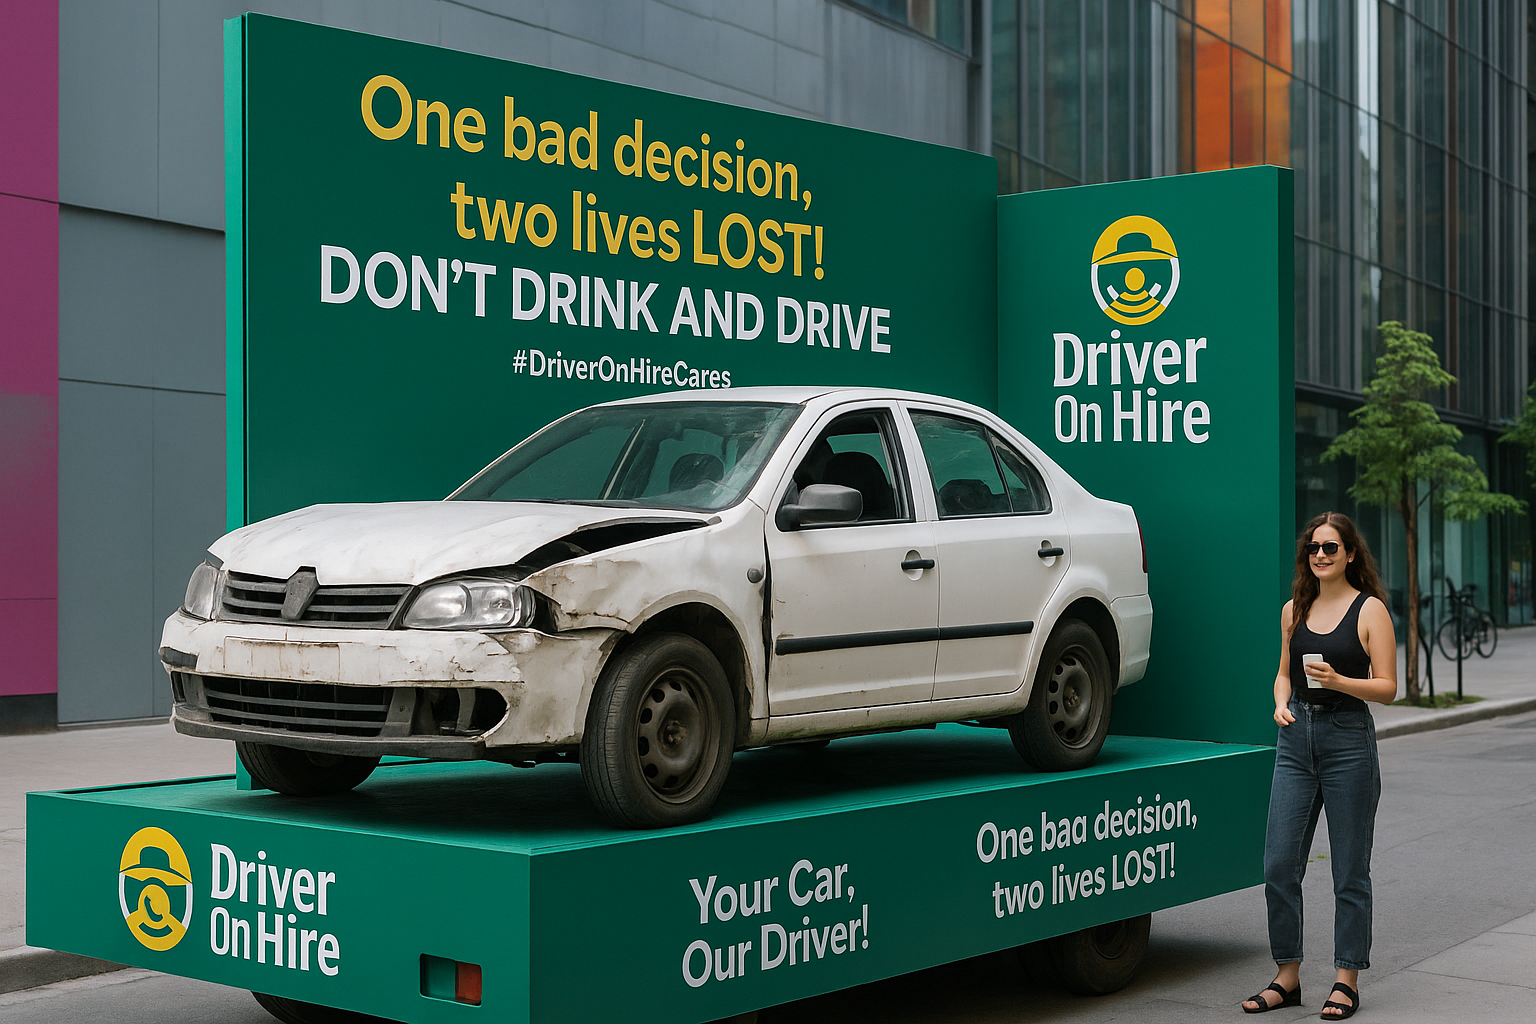 One bad decision,
two lives LOST!
DON'T DRINK AND DRIVE
#DriverOnHireCares
Driver
On Hire
Driver
On Hire
Your Car,
Our Driver!
One bad decision,
two lives LOST!